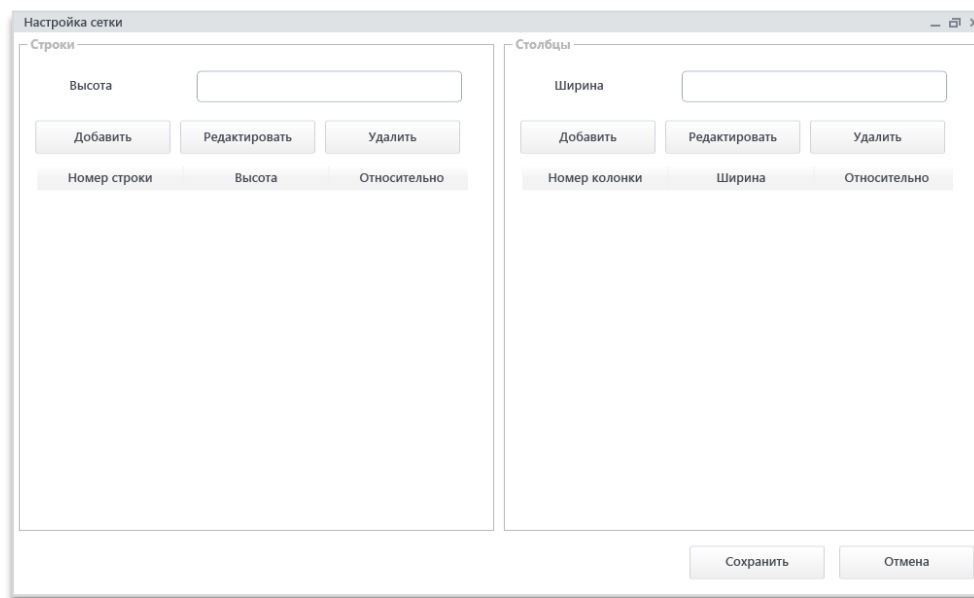 Настройка сетки
Строки
Высота
Добавить Редактировать Удалить
Номер строки Высота Относительно
Столбцы
Ширина
Добавить Редактировать Удалить
Номер колонки Ширина Относительно
Сохранить Отмена